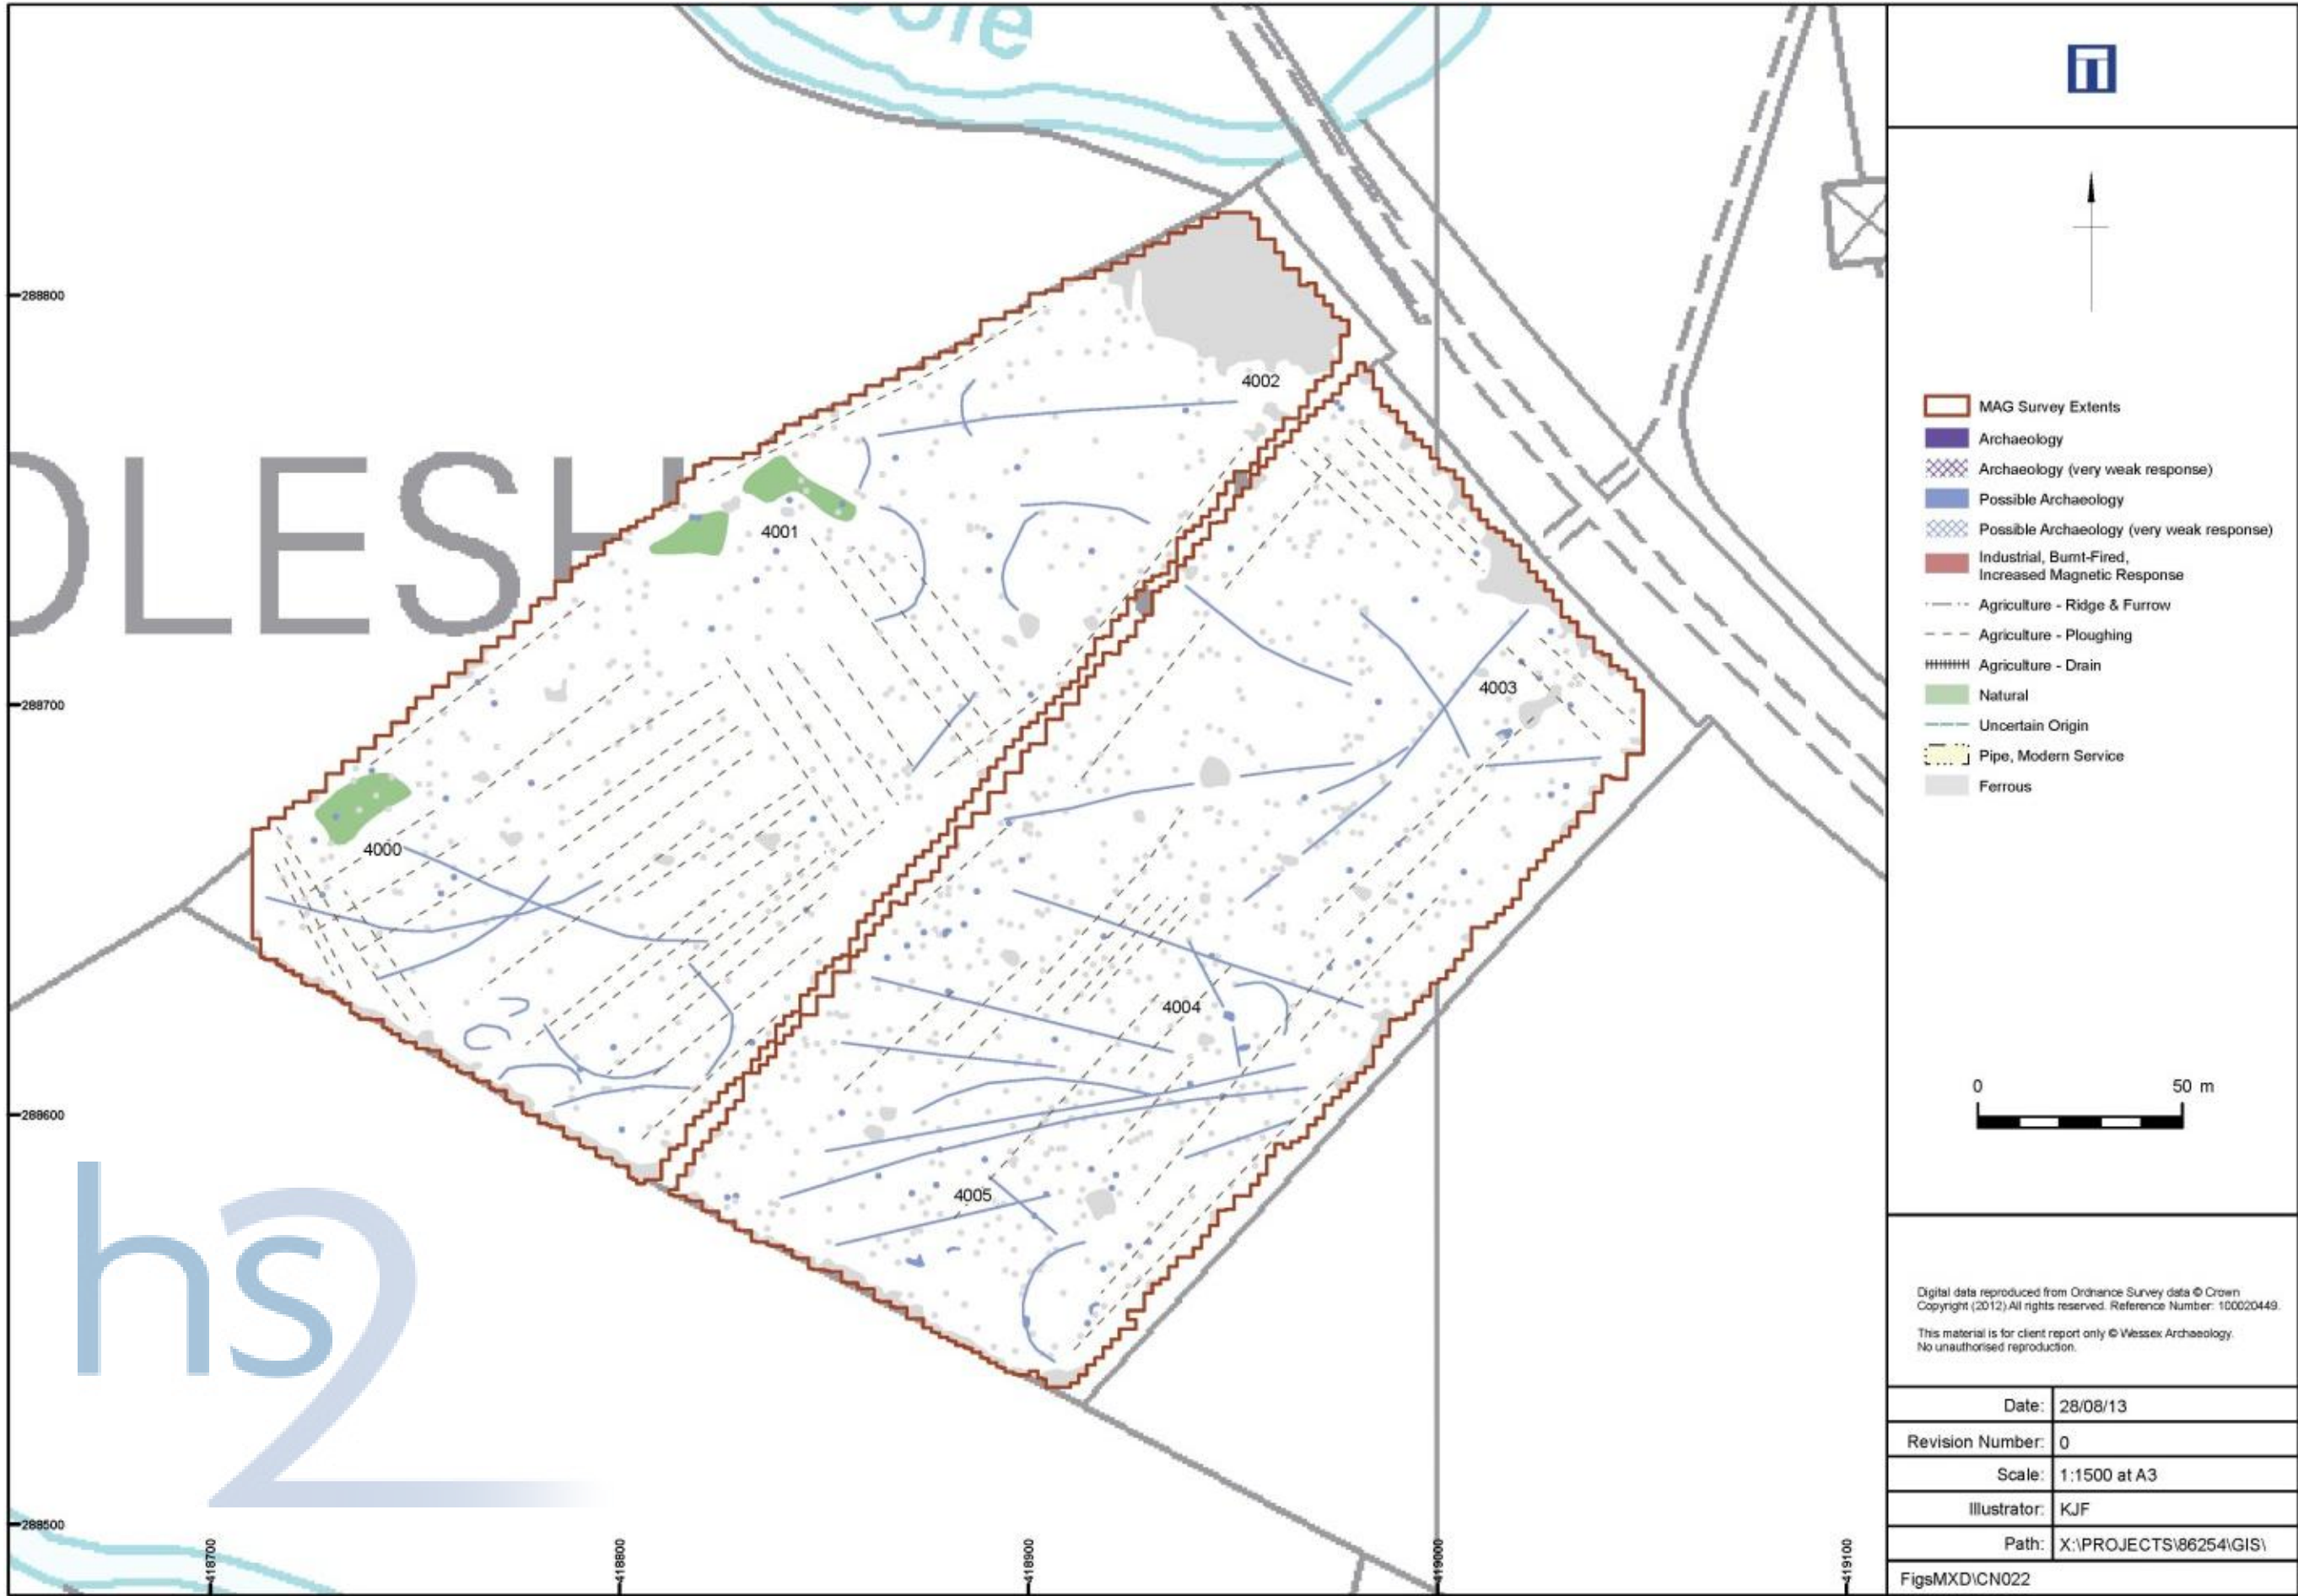 ole
OLESH
288800
288700
288600
288500
418700
418800
418900
419000
419100
4002
4001
4003
4000
4004
4005
hs2
MAG Survey Extents
Archaeology
Archaeology (very weak response)
Possible Archaeology
Possible Archaeology (very weak response)
Industrial, Burnt-Fired,
Increased Magnetic Response
Agriculture - Ridge & Furrow
Agriculture - Ploughing
Agriculture - Drain
Natural
Uncertain Origin
Pipe, Modern Service
Ferrous
0 50 m
Digital data reproduced from Ordnance Survey data © Crown
Copyright (2012) All rights reserved. Reference Number: 100020449.
This material is for client report only © Wessex Archaeology.
No unauthorised reproduction.
Date: 28/08/13
Revision Number: 0
Scale: 1:1500 at A3
Illustrator: KJF
Path: X:\PROJECTS\86254\GIS\
FigsMXD\CN022